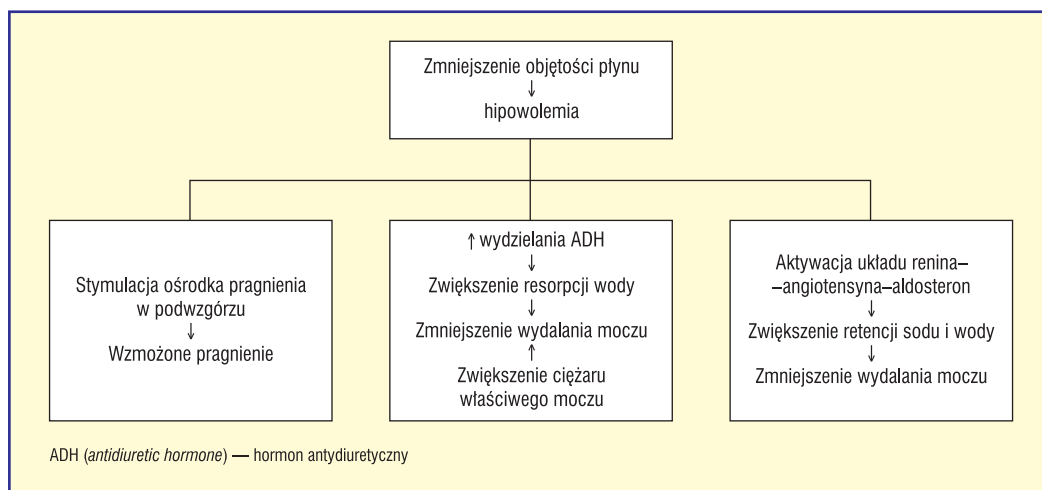 Zmniejszenie objętości płynu
↓
hipowolemia
Stymulacja ośrodka pragnienia
w podwzgórzu
↓
Wzmożone pragnienie
↑ wydzielania ADH
↓
Zwiększenie resorpcji wody
↓
Zmniejszenie wydalania moczu
↑
Zwiększenie ciężaru
właściwego moczu
Aktywacja układu renina–
–angiotensyna–aldosteron
↓
Zwiększenie retencji sodu i wody
↓
Zmniejszenie wydalania moczu
ADH (antidiuretic hormone) — hormon antydiuretyczny